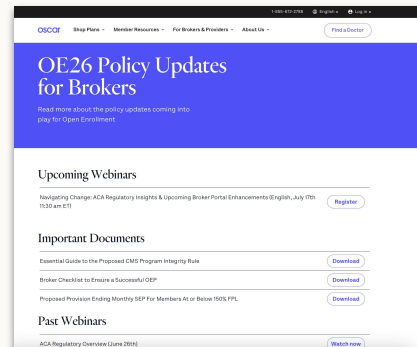 1-855-672-2755 English Log in
oscar Shop Plans Member Resources For Brokers & Providers About Us Find a Doctor
OE26 Policy Updates
for Brokers
Read more about the policy updates coming into
play for Open Enrollment
Upcoming Webinars
Navigating Change: ACA Regulatory Insights & Upcoming Broker Portal Enhancements (English, July 17th
11:30 am ET)
Register
Important Documents
Essential Guide to the Proposed CMS Program Integrity Rule Download
Broker Checklist to Ensure a Successful OEP Download
Proposed Provision Ending Monthly SEP For Members At or Below 150% FPL Download
Past Webinars
ACA Regulatory Overview (June 26th) Watch now